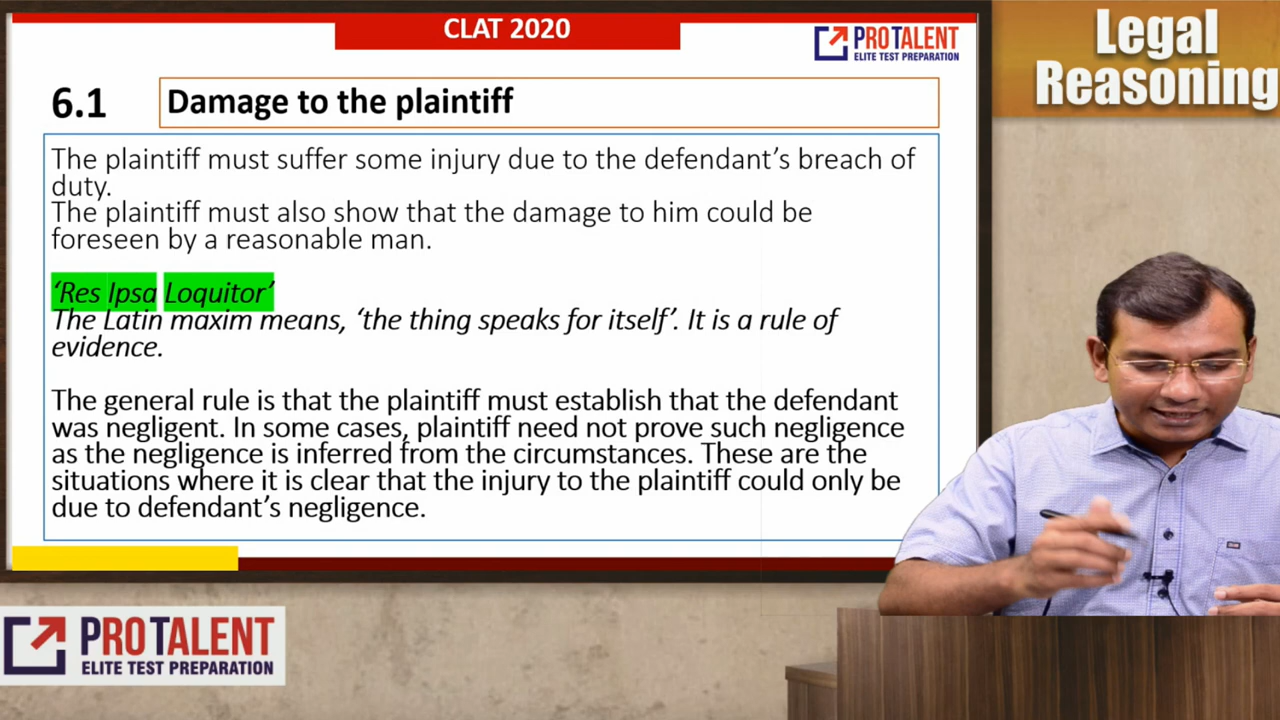 CLAT 2020
PROTALENT
ELITE TEST PREPARATION
Legal
Reasoning
6.1 Damage to the plaintiff
The plaintiff must suffer some injury due to the defendant’s breach of
duty.
The plaintiff must also show that the damage to him could be
foreseen by a reasonable man.
‘Res Ipsa Loquitor’
The Latin maxim means, ‘the thing speaks for itself’. It is a rule of
evidence.
The general rule is that the plaintiff must establish that the defendant
was negligent. In some cases, plaintiff need not prove such negligence
as the negligence is inferred from the circumstances. These are the
situations where it is clear that the injury to the plaintiff could only be
due to defendant’s negligence.
PROTALENT
ELITE TEST PREPARATION